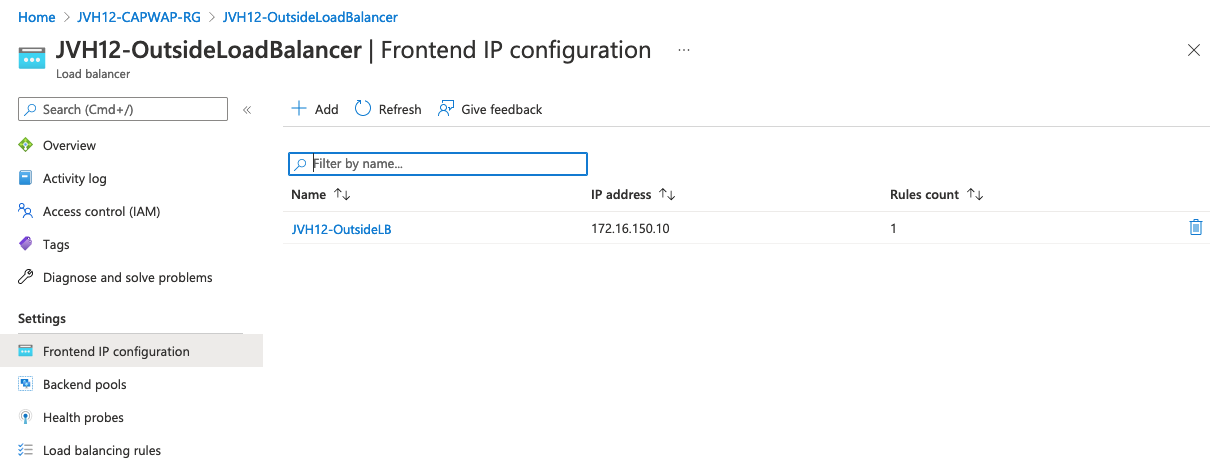 Home > JVH12-CAPWAP-RG > JVH12-OutsideLoadBalancer
JVH12-OutsideLoadBalancer | Frontend IP configuration ...
Load balancer
Search (Cmd+/) «
Add Refresh Give feedback
Overview
Activity log
Access control (IAM)
Tags
Diagnose and solve problems
Settings
Frontend IP configuration
Backend pools
Health probes
Load balancing rules
Filter by name...
Name IP address Rules count
JVH12-OutsideLB 172.16.150.10 1